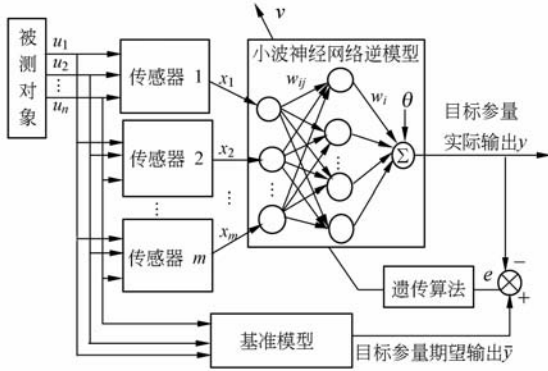 v
被测对象
u1
u2
⋮
un
传感器 1
传感器 2
⋮
传感器 m
x1
x2
⋮
xm
小波神经网络逆模型
wij
wi
θ
Σ
目标参量
实际输出y
−
e
+
遗传算法
基准模型
目标参量期望输出ȳ